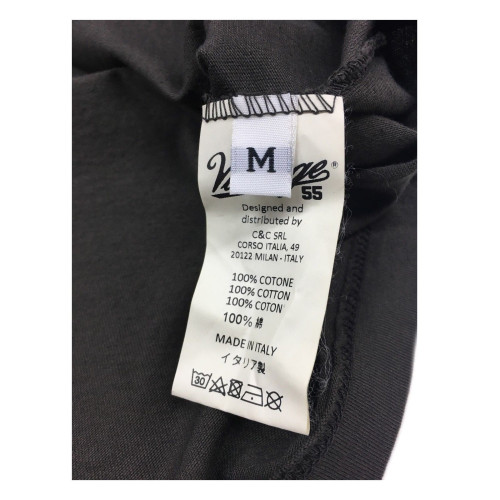 M
®
55
Designed and
distributed by
C&C SRL
CORSO ITALIA, 49
20122 MILAN - ITALY
100% COTONE
100% COTTON
100% COTON
100% 綿
MADE IN ITALY
イタリア製
30